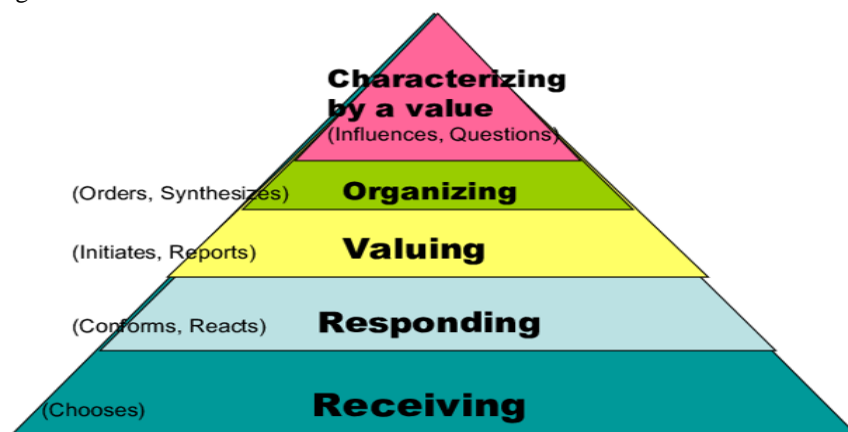 Characterizing
by a value
(Influences, Questions)
(Orders, Synthesizes) Organizing
(Initiates, Reports) Valuing
(Conforms, Reacts) Responding
(Chooses) Receiving